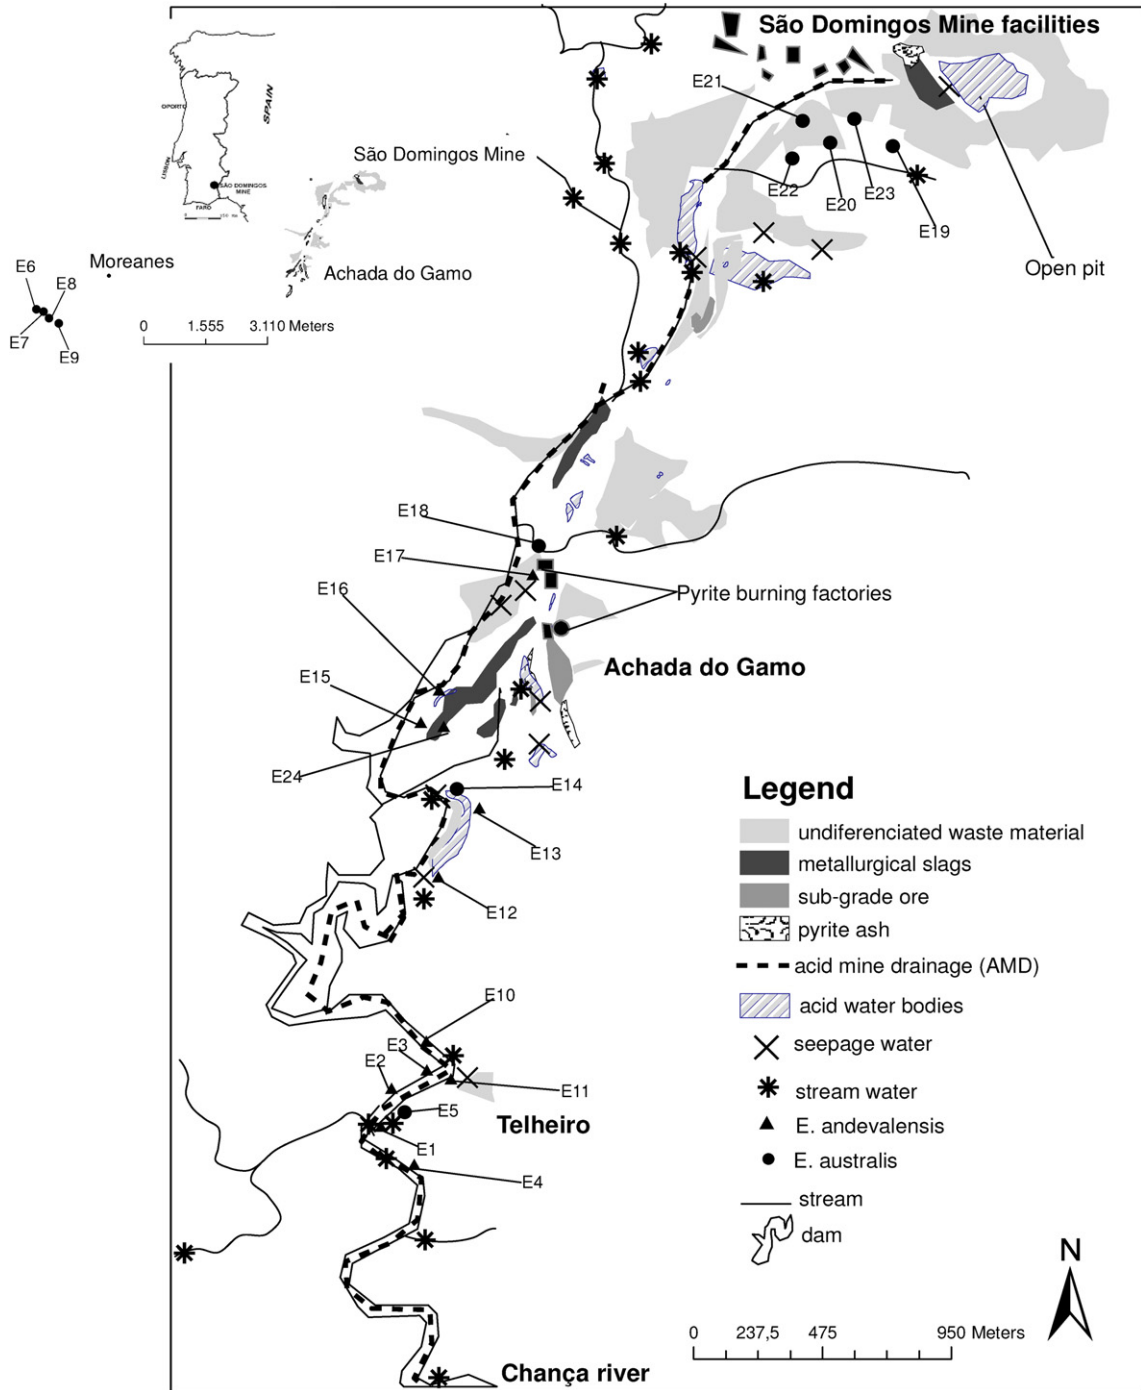 São Domingos Mine facilities
E21
OPORTO
SPAIN
LISBON
SÃO DOMINGOS
MINE
FARO
São Domingos Mine
E22
E20
E23
E19
Open pit
Moreanes
Achada do Gamo
E6
E8
E7
E9
0 1.555 3.110 Meters
E18
E17
E16
Pyrite burning factories
Achada do Gamo
E15
E24
E14
E13
E12
Legend
undiferenciated waste material
metallurgical slags
sub-grade ore
pyrite ash
acid mine drainage (AMD)
acid water bodies
seepage water
stream water
E. andevalensis
E. australis
stream
dam
E10
E3
E2
E11
E5
Telheiro
E1
E4
N
0 237,5 475 950 Meters
Chança river